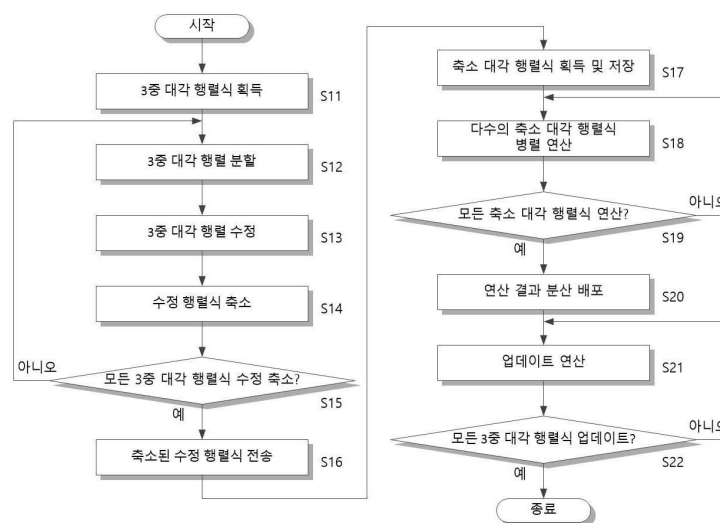 시작
3중 대각 행렬식 획득
S11
3중 대각 행렬 분할
S12
3중 대각 행렬 수정
S13
수정 행렬식 축소
S14
아니오
모든 3중 대각 행렬식 수정 축소?
S15
예
축소된 수정 행렬식 전송
S16
축소 대각 행렬식 획득 및 저장
S17
다수의 축소 대각 행렬식
병렬 연산
S18
모든 축소 대각 행렬식 연산?
아니오
S19
예
연산 결과 분산 배포
S20
업데이트 연산
S21
모든 3중 대각 행렬식 업데이트?
아니오
S22
예
종료